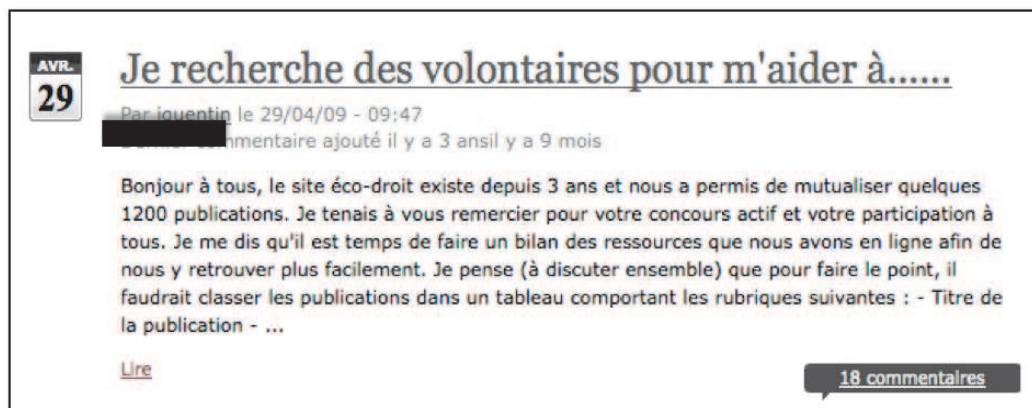 AVR.
29
Je recherche des volontaires pour m'aider à......
Par iquentin le 29/04/09 - 09:47
Dernier commentaire ajouté il y a 3 ansil y a 9 mois
Bonjour à tous, le site éco-droit existe depuis 3 ans et nous a permis de mutualiser quelques
1200 publications. Je tenais à vous remercier pour votre concours actif et votre participation à
tous. Je me dis qu'il est temps de faire un bilan des ressources que nous avons en ligne afin de
nous y retrouver plus facilement. Je pense (à discuter ensemble) que pour faire le point, il
faudrait classer les publications dans un tableau comportant les rubriques suivantes : - Titre de
la publication - ...
Lire
18 commentaires